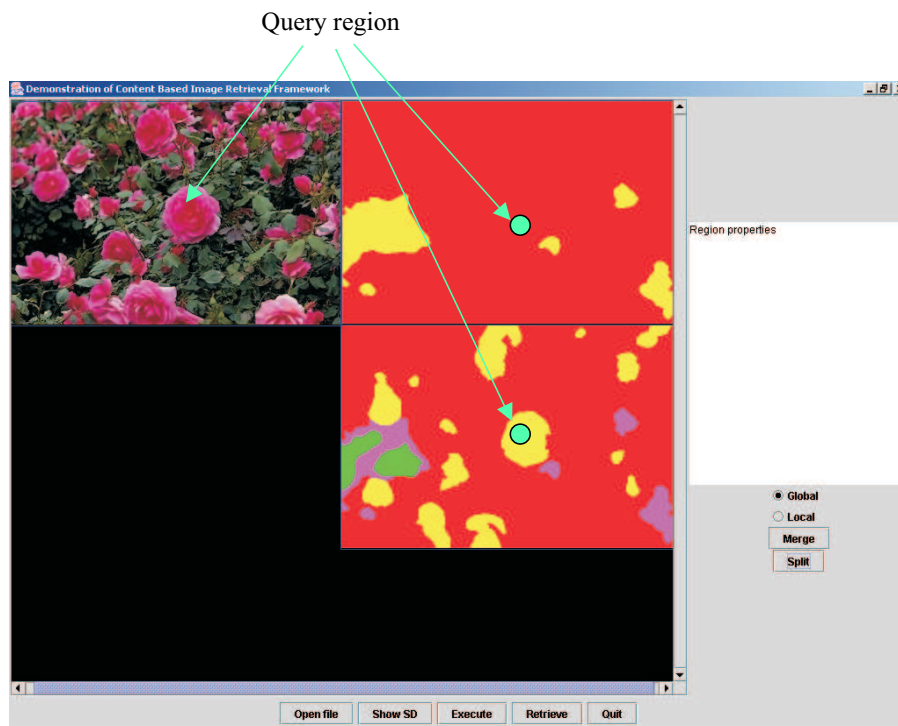 Query region
Demonstration of Content Based Image Retrieval Framework
Region properties
Global
Local
Merge
Split
Open file Show SD Execute Retrieve Quit